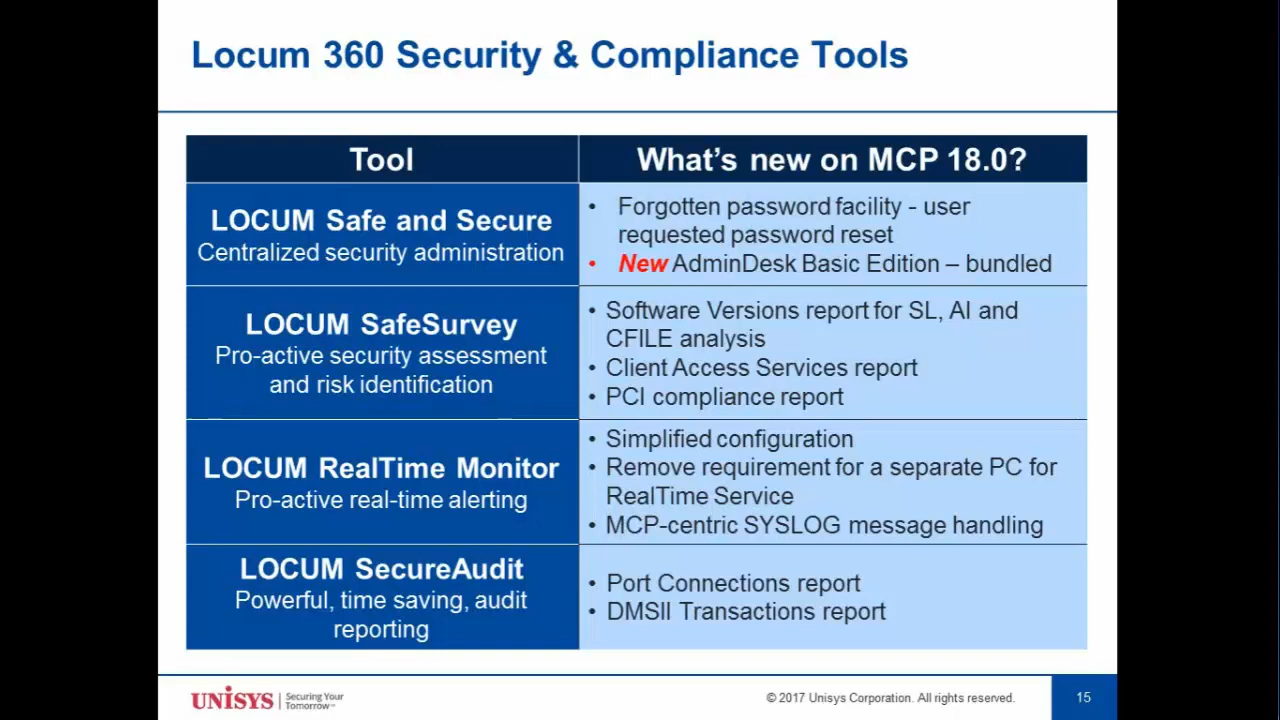 Locum 360 Security & Compliance Tools
Tool
What's new on MCP 18.0?
LOCUM Safe and Secure
Centralized security administration
• Forgotten password facility - user
requested password reset
• New AdminDesk Basic Edition – bundled
LOCUM SafeSurvey
Pro-active security assessment
and risk identification
• Software Versions report for SL, AI and
CFILE analysis
• Client Access Services report
• PCI compliance report
LOCUM RealTime Monitor
Pro-active real-time alerting
• Simplified configuration
• Remove requirement for a separate PC for
RealTime Service
• MCP-centric SYSLOG message handling
LOCUM SecureAudit
Powerful, time saving, audit
reporting
• Port Connections report
• DMSII Transactions report
UNISYS
Securing Your
Tomorrow™
© 2017 Unisys Corporation. All rights reserved.
15